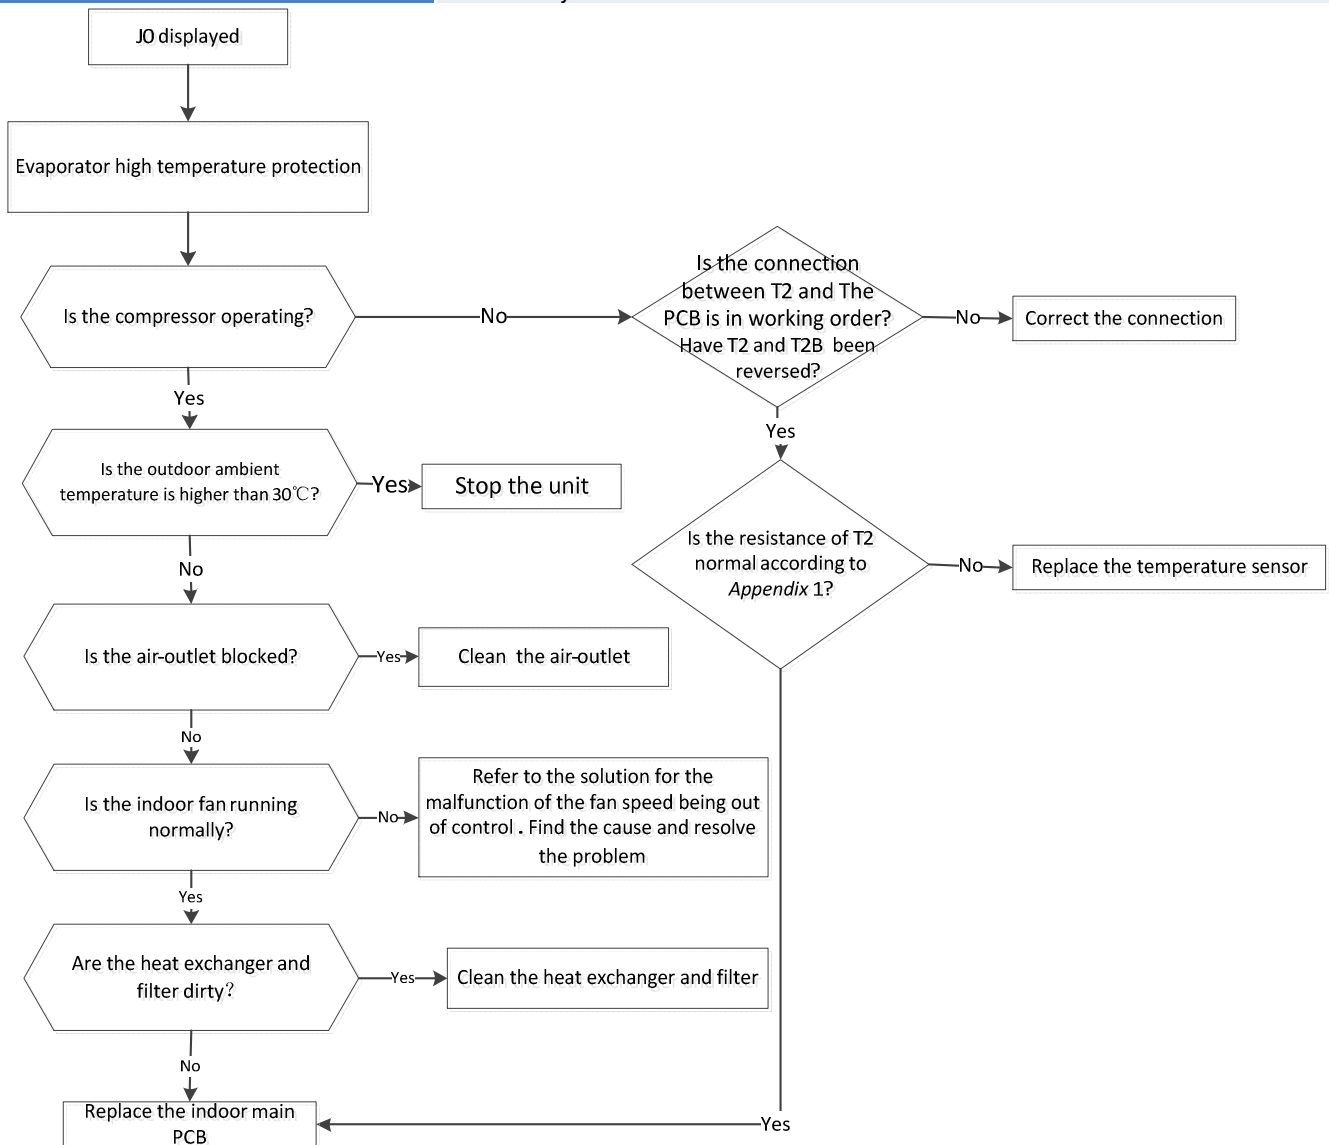 J0 displayed
Evaporator high temperature protection
Is the compressor operating?
No
Is the connection
between T2 and The
PCB is in working order?
Have T2 and T2B been
reversed?
No
Correct the connection
Yes
Yes
Is the outdoor ambient
temperature is higher than 30℃?
Yes
Stop the unit
Is the resistance of T2
normal according to
Appendix 1?
No
Replace the temperature sensor
No
Is the air-outlet blocked?
Yes
Clean the air-outlet
No
Is the indoor fan running
normally?
No
Refer to the solution for the
malfunction of the fan speed being out
of control . Find the cause and resolve
the problem
Yes
Are the heat exchanger and
filter dirty?
Yes
Clean the heat exchanger and filter
No
Replace the indoor main
PCB
Yes